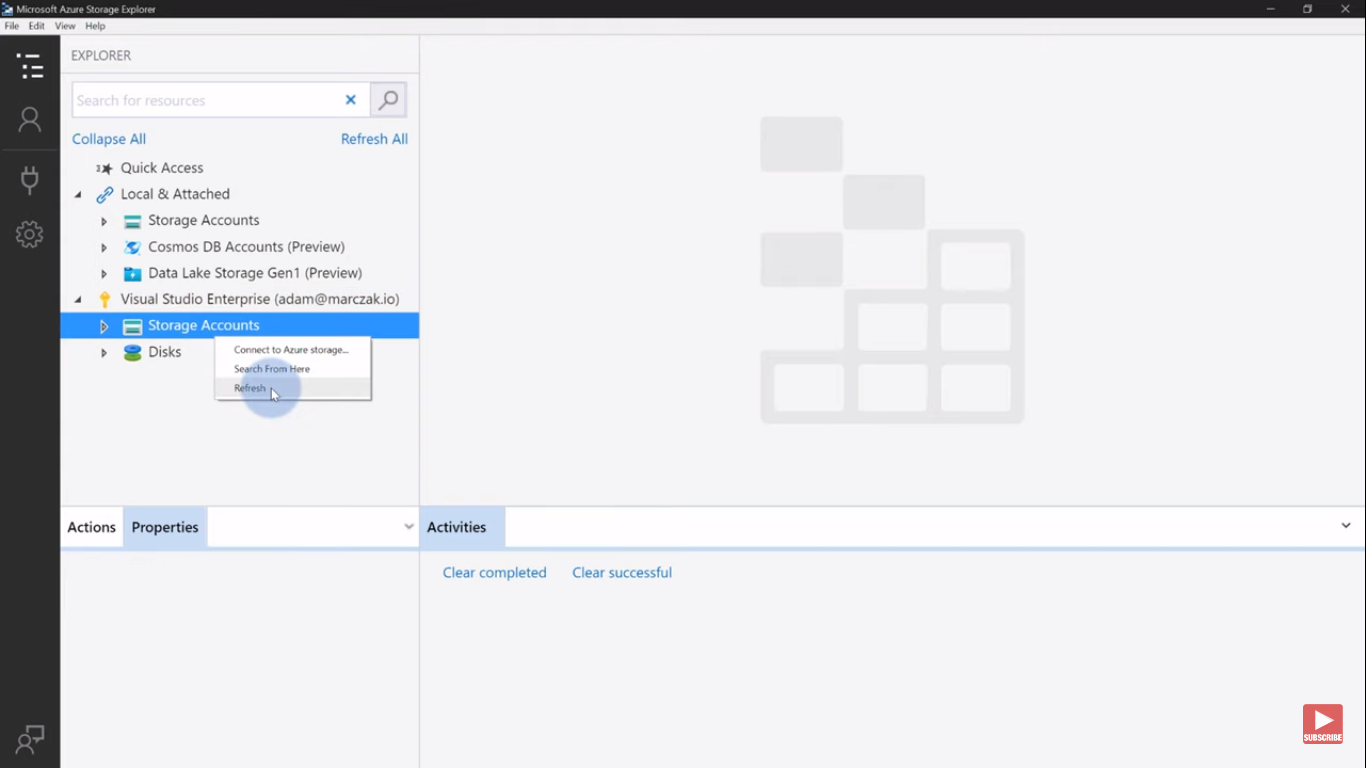 Microsoft Azure Storage Explorer
File Edit View Help
EXPLORER
Search for resources
Collapse All Refresh All
Quick Access
Local & Attached
Storage Accounts
Cosmos DB Accounts (Preview)
Data Lake Storage Gen1 (Preview)
Visual Studio Enterprise (adam@marczak.io)
Storage Accounts
Disks
Connect to Azure storage...
Search From Here
Refresh
Actions Properties
Activities
Clear completed Clear successful
SUBSCRIBE